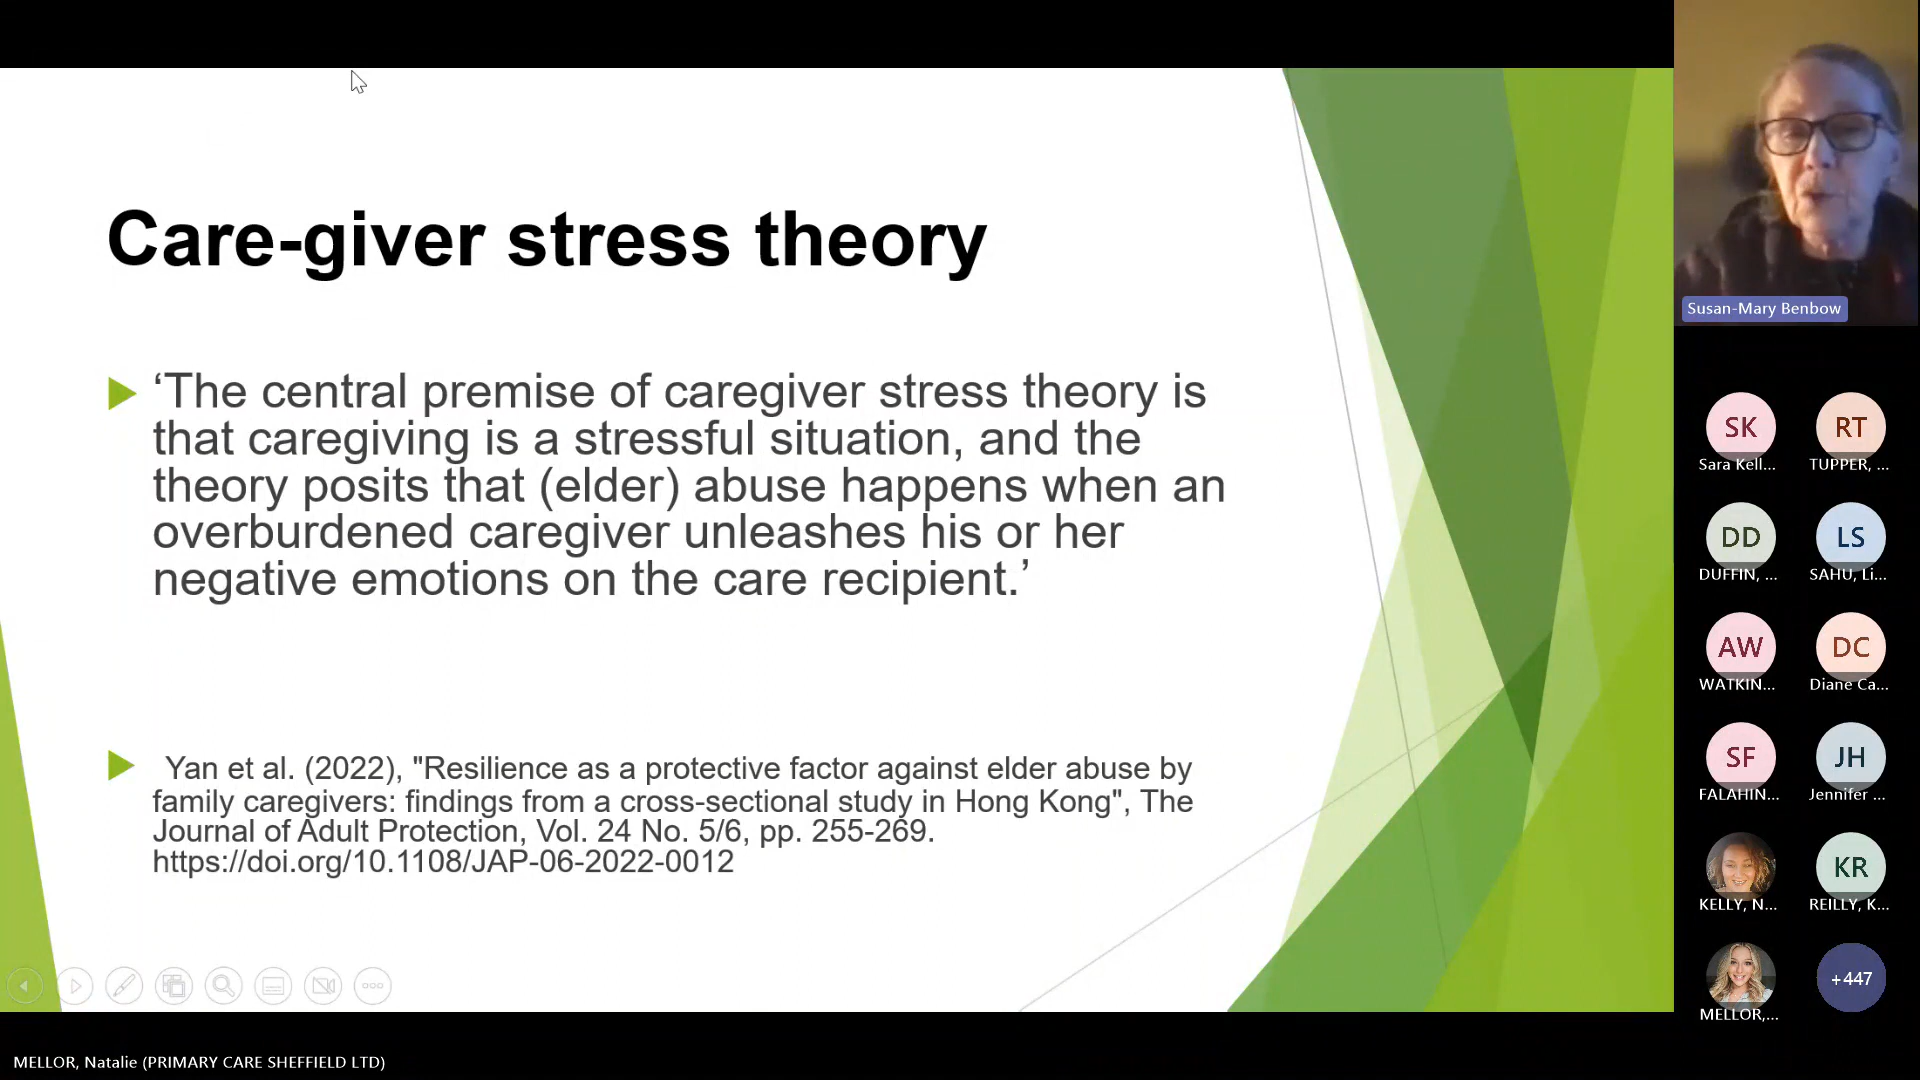 Care-giver stress theory
‘The central premise of caregiver stress theory is
that caregiving is a stressful situation, and the
theory posits that (elder) abuse happens when an
overburdened caregiver unleashes his or her
negative emotions on the care recipient.’
Yan et al. (2022), "Resilience as a protective factor against elder abuse by
family caregivers: findings from a cross-sectional study in Hong Kong", The
Journal of Adult Protection, Vol. 24 No. 5/6, pp. 255-269.
https://doi.org/10.1108/JAP-06-2022-0012
Susan-Mary Benbow
SK
Sara Kell...
RT
TUPPER, ...
DD
DUFFIN, ...
LS
SAHU, Li...
AW
WATKIN...
DC
Diane Ca...
SF
FALAHIN...
JH
Jennifer ...
KELLY, N...
KR
REILLY, K...
MELLOR,...
+447
MELLOR, Natalie (PRIMARY CARE SHEFFIELD LTD)